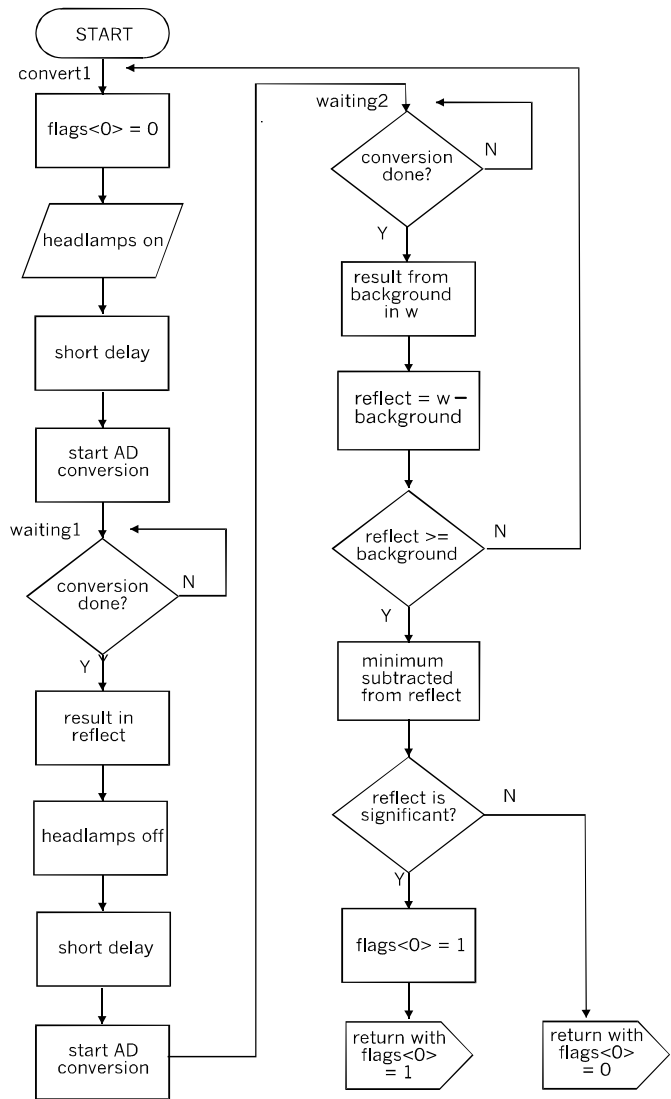 START
convert1
flags<0> = 0
headlamps on
short delay
start AD
conversion
waiting1
conversion
done?
N
Y
result in
reflect
headlamps off
short delay
start AD
conversion
waiting2
conversion
done?
N
Y
result from
background
in w
reflect = w –
background
reflect >=
background
N
Y
minimum
subtracted
from reflect
reflect is
significant?
N
Y
flags<0> = 1
return with
flags<0>
= 1
return with
flags<0>
= 0